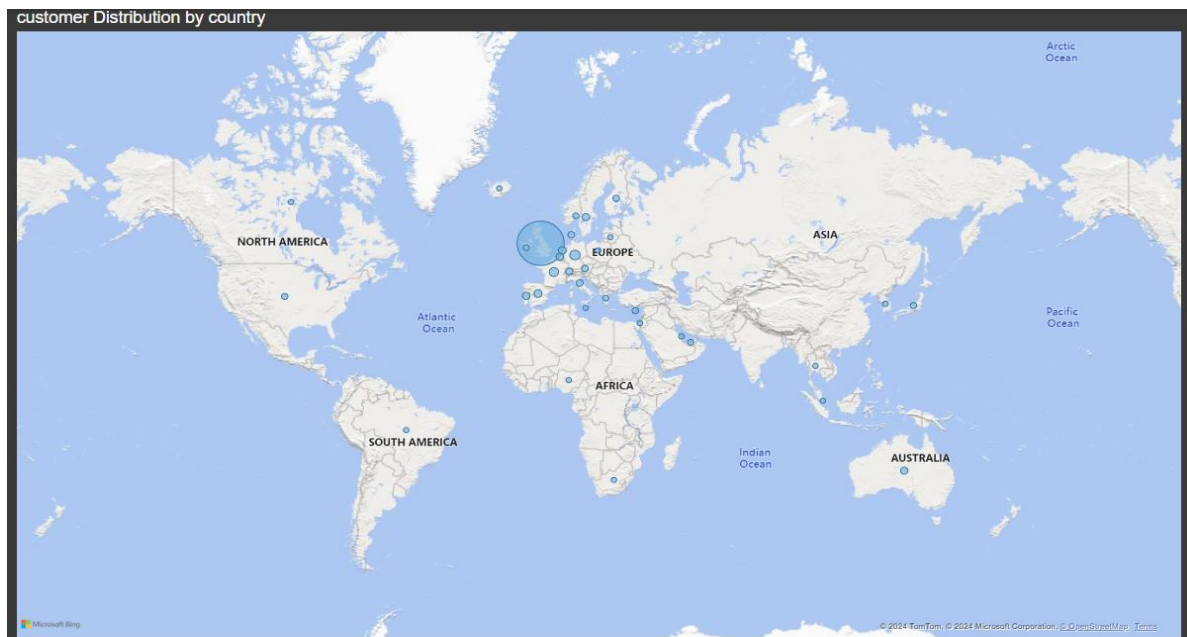 customer Distribution by country
Arctic
Ocean
NORTH AMERICA
EUROPE
ASIA
Atlantic
Ocean
Pacific
Ocean
AFRICA
SOUTH AMERICA
Indian
Ocean
AUSTRALIA
Microsoft Bing
© 2024 TomTom, © 2024 Microsoft Corporation, © OpenStreetMap Terms